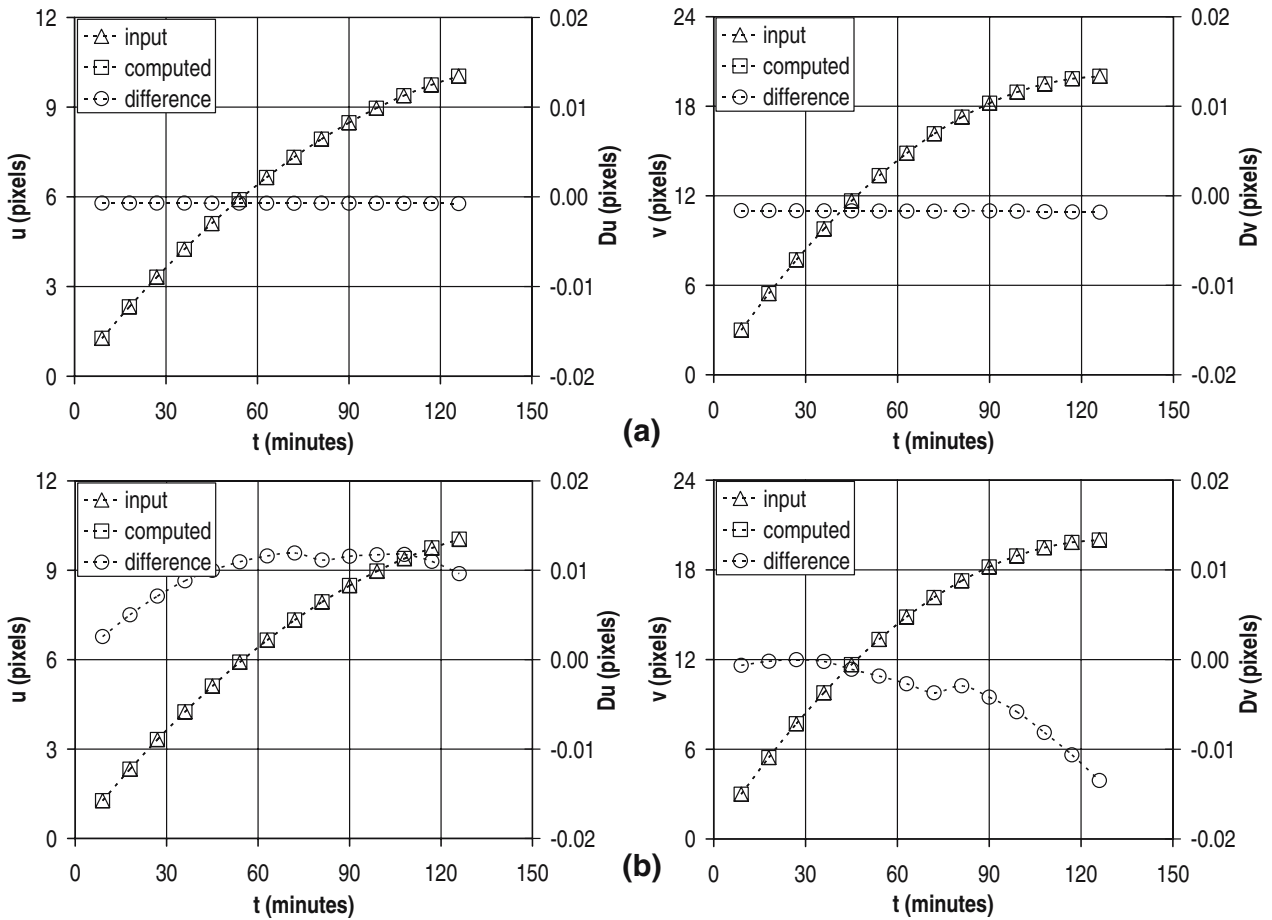 12
9
6
3
0
u (pixels)
input
computed
difference
0.02
0.01
0.00
-0.01
-0.02
Du (pixels)
0 30 60 90 120 150
t (minutes)
24
18
12
6
0
v (pixels)
input
computed
difference
0.02
0.01
0.00
-0.01
-0.02
Dv (pixels)
0 30 60 90 120 150
t (minutes)
(a)
12
9
6
3
0
u (pixels)
input
computed
difference
0.02
0.01
0.00
-0.01
-0.02
Du (pixels)
0 30 60 90 120 150
t (minutes)
24
18
12
6
0
v (pixels)
input
computed
difference
0.02
0.01
0.00
-0.01
-0.02
Dv (pixels)
0 30 60 90 120 150
t (minutes)
(b)